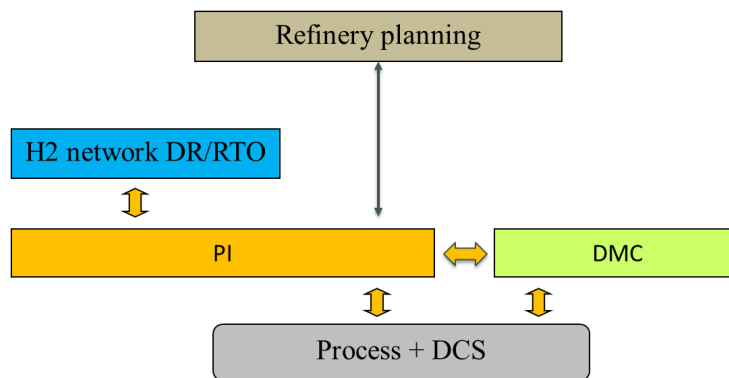 Refinery planning
H2 network DR/RTO
PI
DMC
Process + DCS